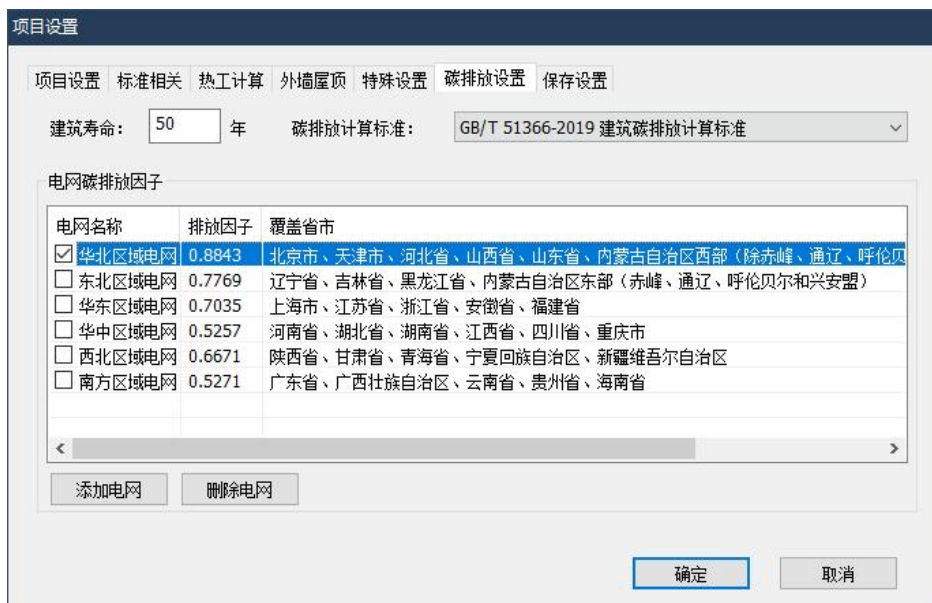 项目设置
项目设置 标准相关 热工计算 外墙屋顶 特殊设置 碳排放设置 保存设置
建筑寿命： 50 年 碳排放计算标准： GB/T 51366-2019 建筑碳排放计算标准
电网碳排放因子
电网名称 排放因子 覆盖省市
华北区域电网 0.8843 北京市、天津市、河北省、山西省、山东省、内蒙古自治区西部（除赤峰、通辽、呼伦贝
东北区域电网 0.7769 辽宁省、吉林省、黑龙江省、内蒙古自治区东部（赤峰、通辽、呼伦贝尔和兴安盟）
华东区域电网 0.7035 上海市、江苏省、浙江省、安徽省、福建省
华中区域电网 0.5257 河南省、湖北省、湖南省、江西省、四川省、重庆市
西北区域电网 0.6671 陕西省、甘肃省、青海省、宁夏回族自治区、新疆维吾尔自治区
南方区域电网 0.5271 广东省、广西壮族自治区、云南省、贵州省、海南省
添加电网 删除电网
确定 取消